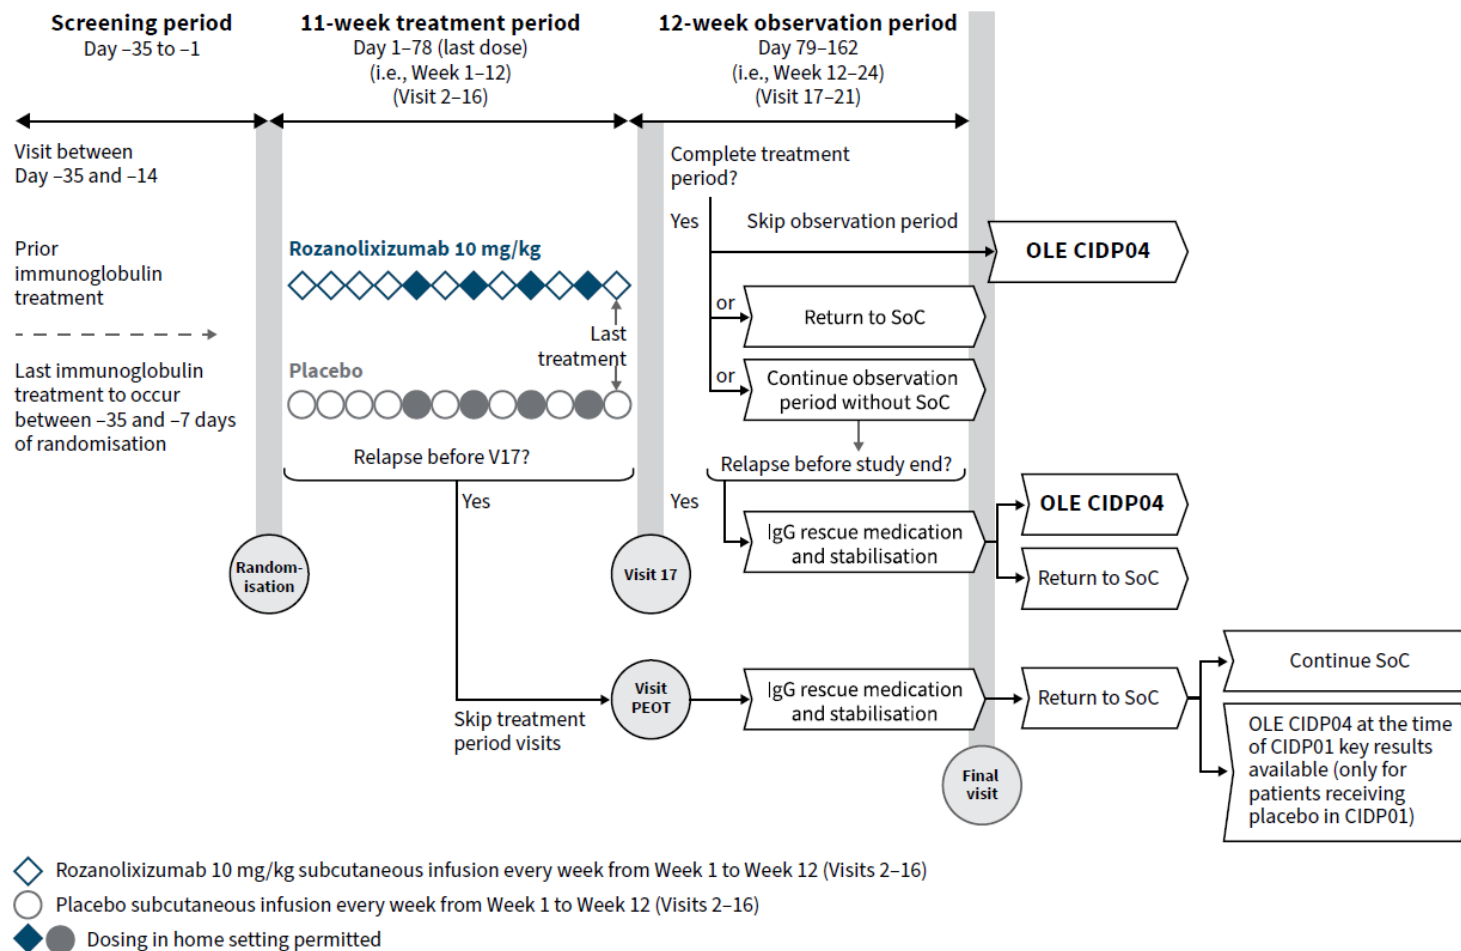 Screening period
Day –35 to –1
11-week treatment period
Day 1–78 (last dose)
(i.e., Week 1–12)
(Visit 2–16)
12-week observation period
Day 79–162
(i.e., Week 12–24)
(Visit 17–21)
Visit between
Day –35 and –14
Prior
immunoglobulin
treatment
Last immunoglobulin
treatment to occur
between –35 and –7 days
of randomisation
Random-
isation
Rozanolixizumab 10 mg/kg
Last
treatment
Placebo
Relapse before V17?
Yes
Skip treatment
period visits
Visit 17
Visit
PEOT
Complete treatment
period?
Yes
Skip observation period
OLE CIDP04
or
Return to SoC
or
Continue observation
period without SoC
Relapse before study end?
Yes
IgG rescue medication
and stabilisation
OLE CIDP04
Return to SoC
IgG rescue medication
and stabilisation
Return to SoC
Continue SoC
OLE CIDP04 at the time
of CIDP01 key results
available (only for
patients receiving
placebo in CIDP01)
Final
visit
Rozanolixizumab 10 mg/kg subcutaneous infusion every week from Week 1 to Week 12 (Visits 2–16)
Placebo subcutaneous infusion every week from Week 1 to Week 12 (Visits 2–16)
Dosing in home setting permitted